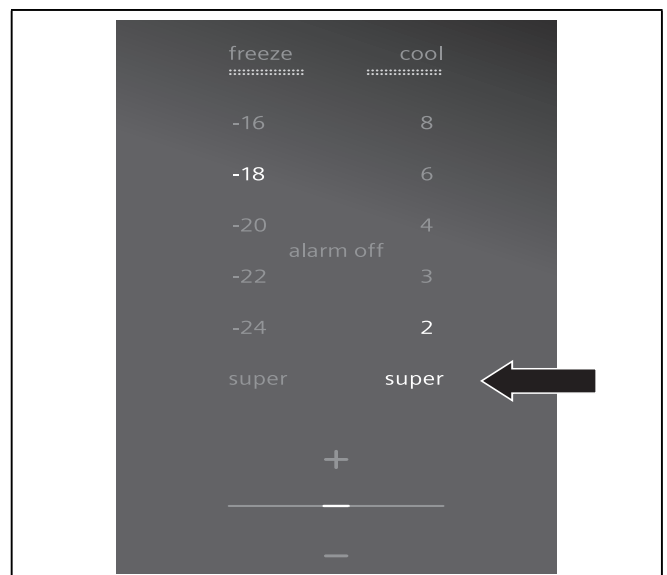 freeze cool
-16 8
-18 6
-20 4
alarm off
-22 3
-24 2
super super
+
—